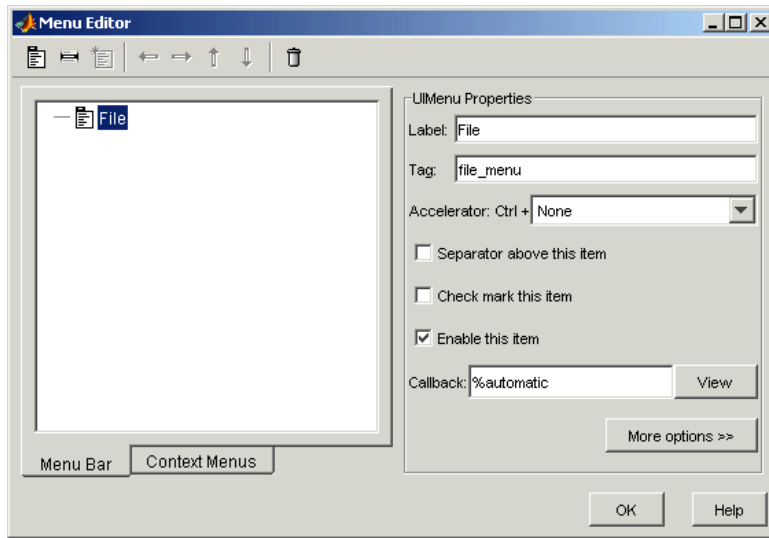 Menu Editor
File
UIMenu Properties
Label: File
Tag: file_menu
Accelerator: Ctrl + None
Separator above this item
Check mark this item
Enable this item
Callback: %automatic View
More options >>
Menu Bar Context Menus
OK Help